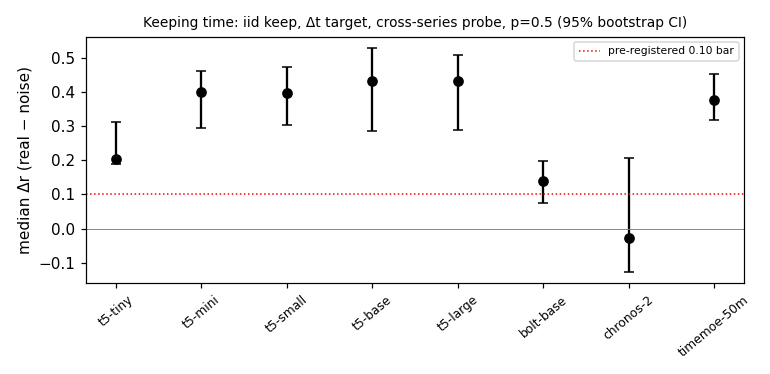 Keeping time: iid keep, Δt target, cross-series probe, p=0.5 (95% bootstrap CI)
pre-registered 0.10 bar
median Δr (real − noise)
0.5
0.4
0.3
0.2
0.1
0.0
−0.1
t5-tiny
t5-mini
t5-small
t5-base
t5-large
bolt-base
chronos-2
timemoe-50m